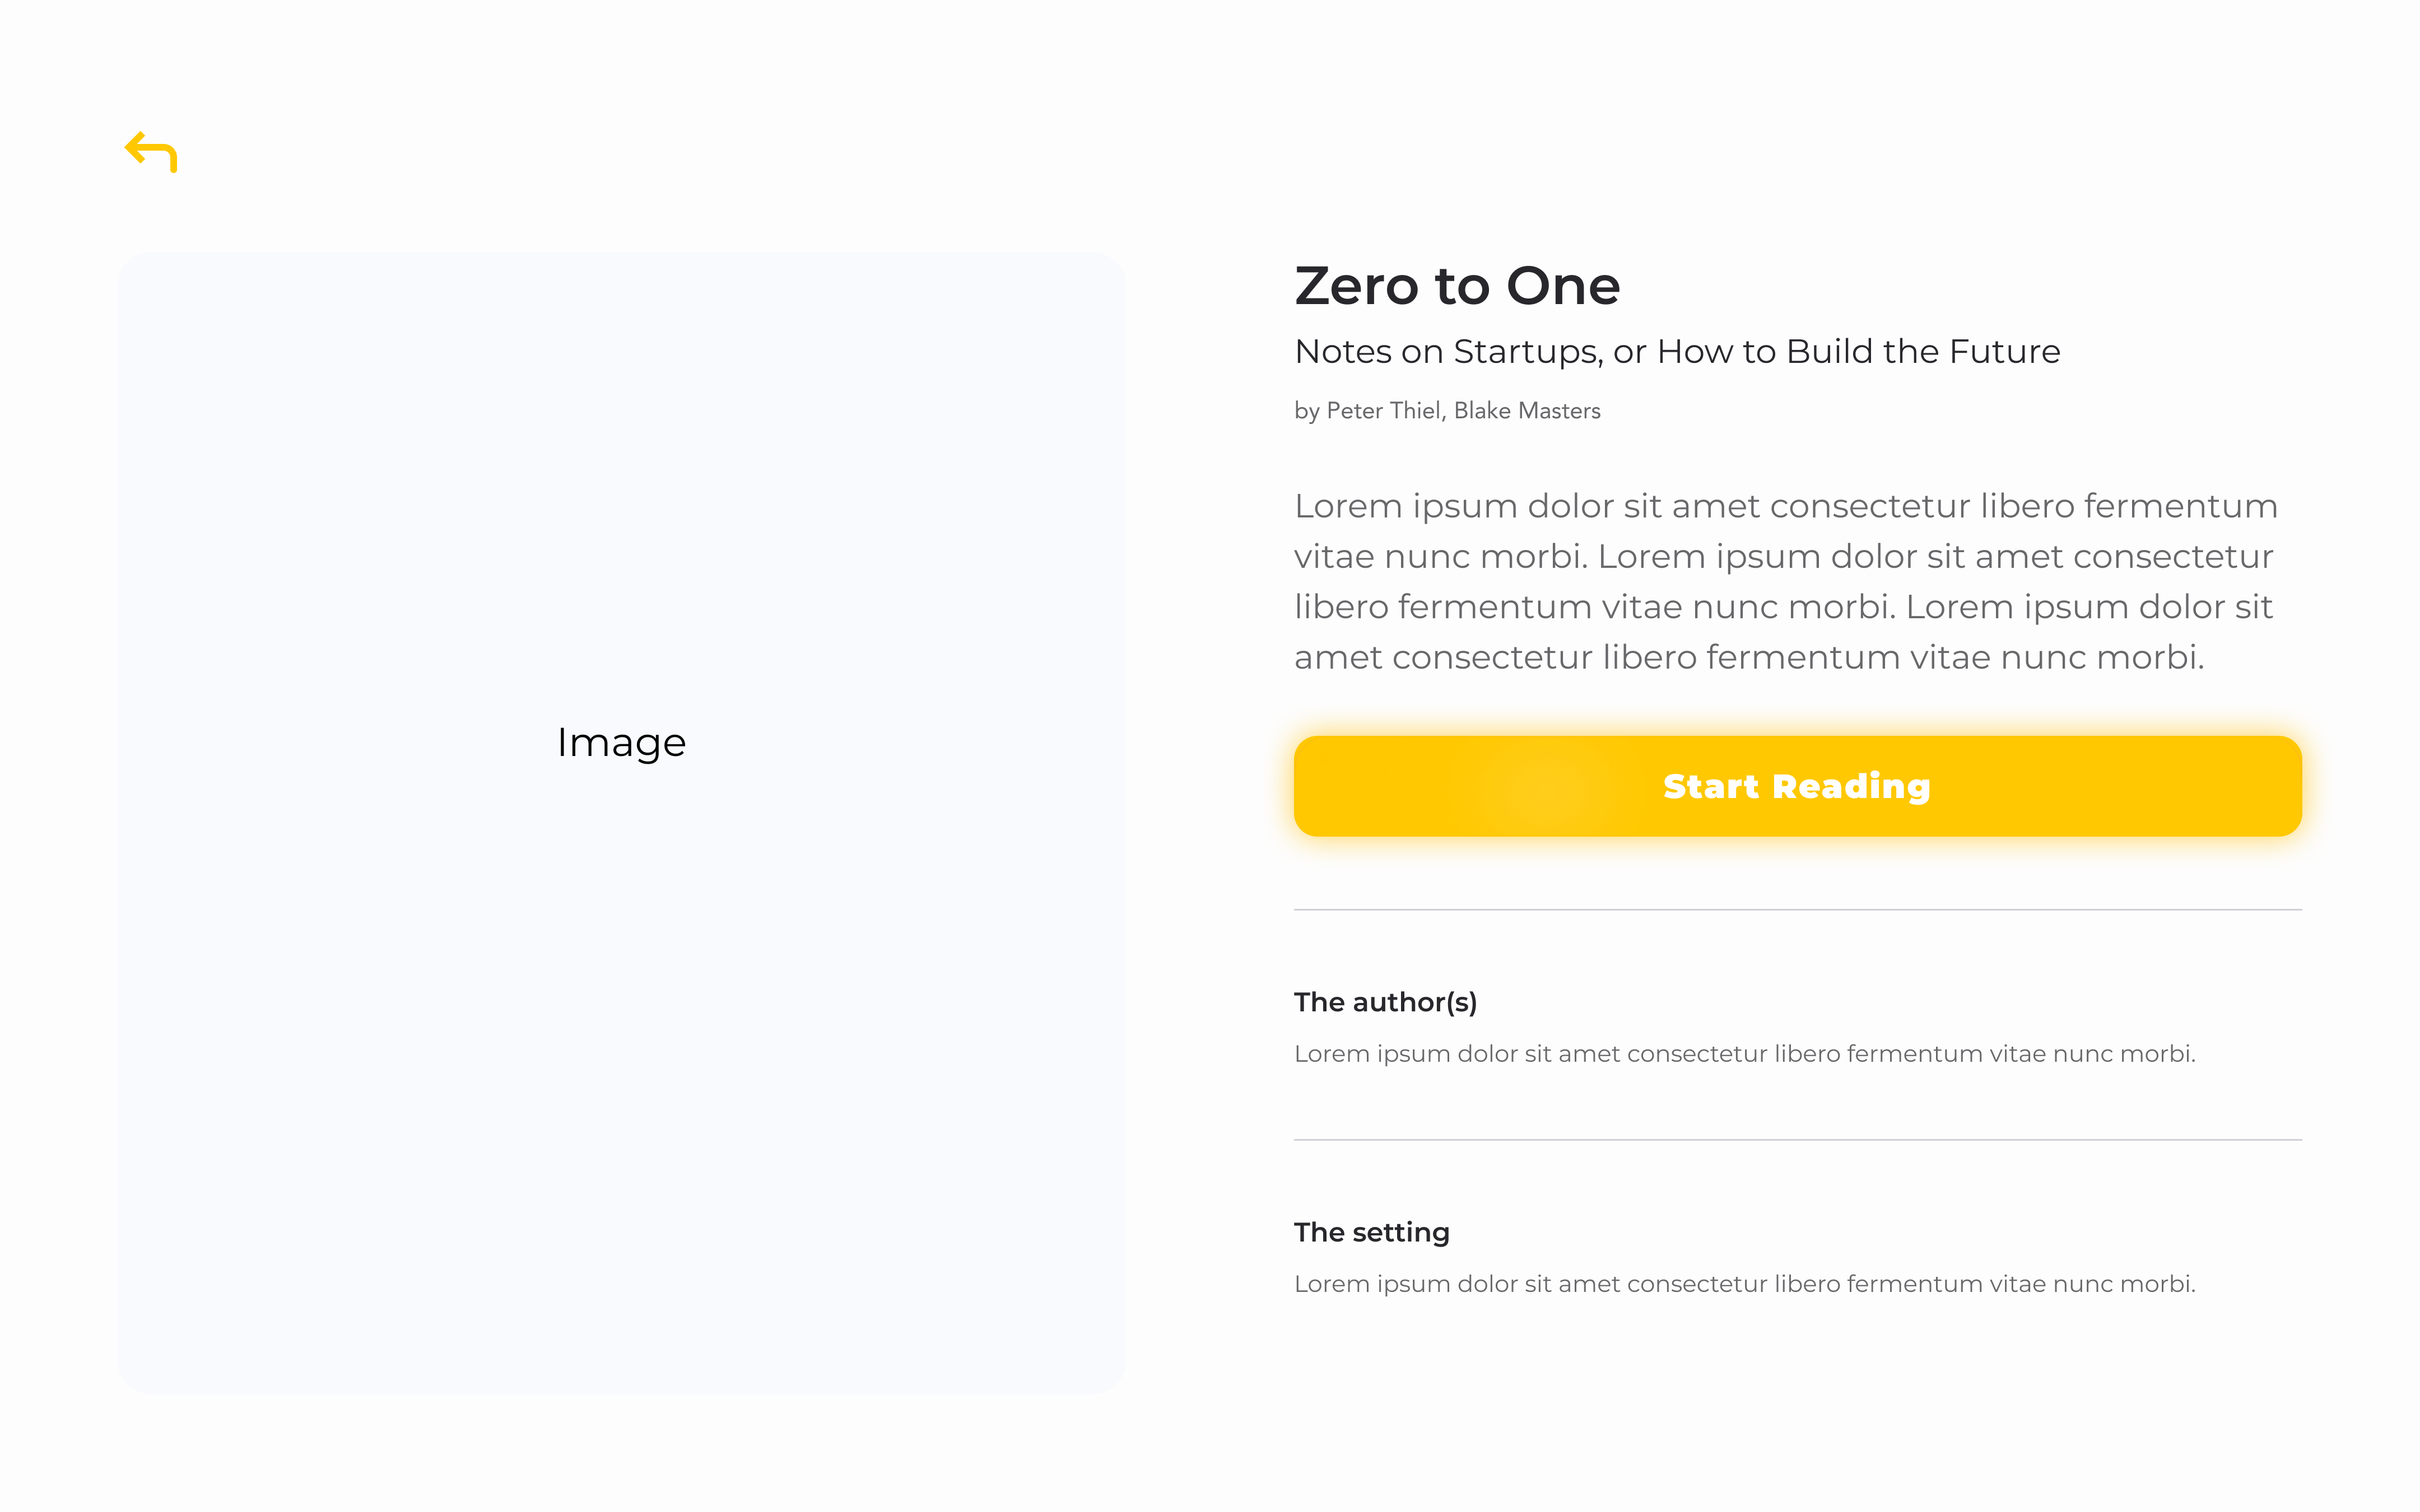 Image
Zero to One
Notes on Startups, or How to Build the Future
by Peter Thiel, Blake Masters
Lorem ipsum dolor sit amet consectetur libero fermentum
vitae nunc morbi. Lorem ipsum dolor sit amet consectetur
libero fermentum vitae nunc morbi. Lorem ipsum dolor sit
amet consectetur libero fermentum vitae nunc morbi.
Start Reading
The author(s)
Lorem ipsum dolor sit amet consectetur libero fermentum vitae nunc morbi.
The setting
Lorem ipsum dolor sit amet consectetur libero fermentum vitae nunc morbi.